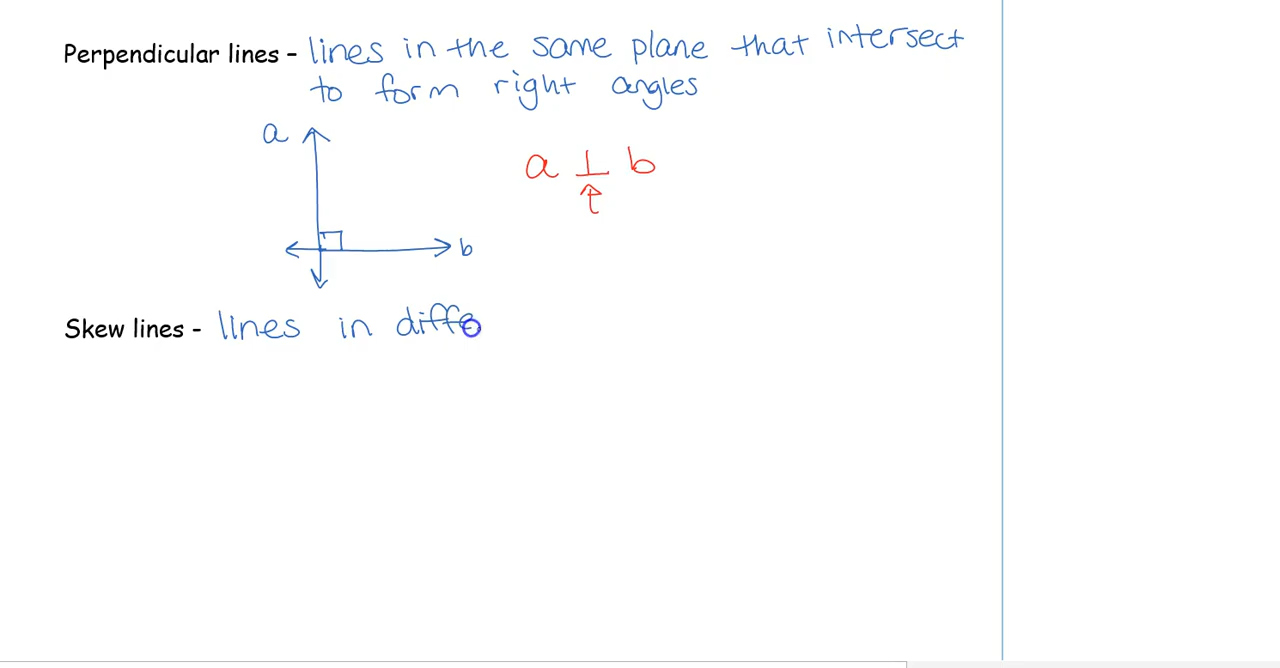 Perpendicular lines - lines in the same plane that intersect
to form right angles
a
a ⊥ b
b
Skew lines - lines in diffe